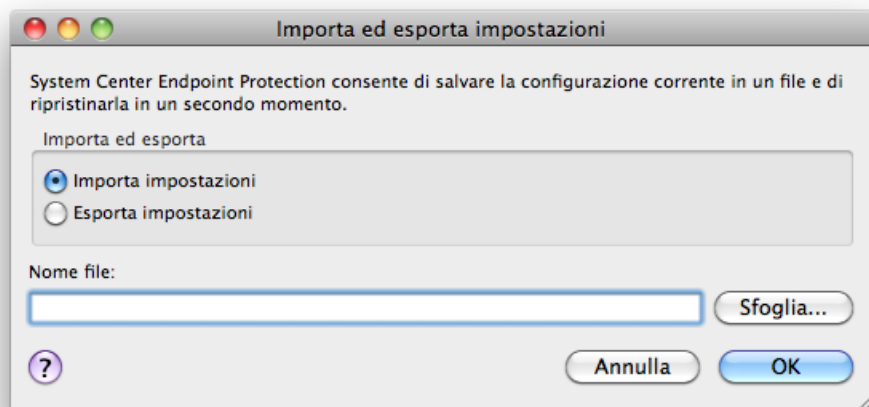 Importa ed esporta impostazioni
System Center Endpoint Protection consente di salvare la configurazione corrente in un file e di
ripristinarla in un secondo momento.
Importa ed esporta
Importa impostazioni
Esporta impostazioni
Nome file:
Sfoglia...
?
Annulla
OK